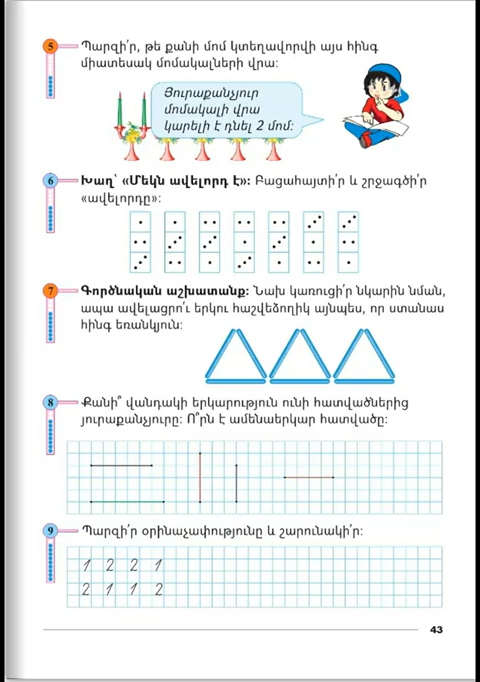 5 Պարզի՛ր, թե քանի մոմ կտեղավորվի այս հինգ
միատեսակ մոմակալների վրա։
Յուրաքանչյուր
մոմակալի վրա
կարելի է դնել 2 մոմ։
6 Խաղ՝ «Մեկն ավելորդ է»։ Բացահայտի՛ր և շրջագծի՛ր
«ավելորդը»։
7 Գործնական աշխատանք։ Նախ կառուցի՛ր նկարին նման,
ապա ավելացրո՛ւ երկու հաշվեձողիկ այնպես, որ ստանաս
հինգ եռանկյուն։
8 Քանի՞ վանդակի երկարություն ունի հատվածներից
յուրաքանչյուրը։ Ո՞րն է ամենաերկար հատվածը։
9 Պարզի՛ր օրինաչափությունը և շարունակի՛ր։
1 2 2 1
2 1 1 2
43